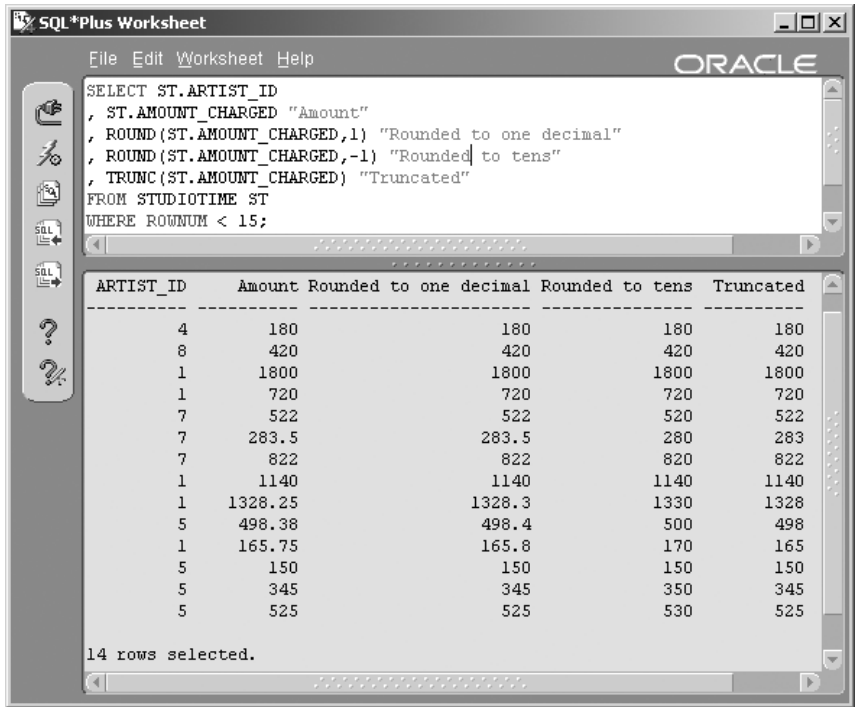 SQL*Plus Worksheet
File Edit Worksheet Help
ORACLE
SELECT ST.ARTIST_ID
, ST.AMOUNT_CHARGED "Amount"
, ROUND(ST.AMOUNT_CHARGED,1) "Rounded to one decimal"
, ROUND(ST.AMOUNT_CHARGED,-1) "Rounded to tens"
, TRUNC(ST.AMOUNT_CHARGED) "Truncated"
FROM STUDIOTIME ST
WHERE ROWNUM < 15;
ARTIST_ID Amount Rounded to one decimal Rounded to tens Truncated
---------- ---------- ---------------------- --------------- ----------
4 180 180 180 180
8 420 420 420 420
1 1800 1800 1800 1800
1 720 720 720 720
7 522 522 520 522
7 283.5 283.5 280 283
7 822 822 820 822
1 1140 1140 1140 1140
1 1328.25 1328.3 1330 1328
5 498.38 498.4 500 498
1 165.75 165.8 170 165
5 150 150 150 150
5 345 345 350 345
5 525 525 530 525
14 rows selected.